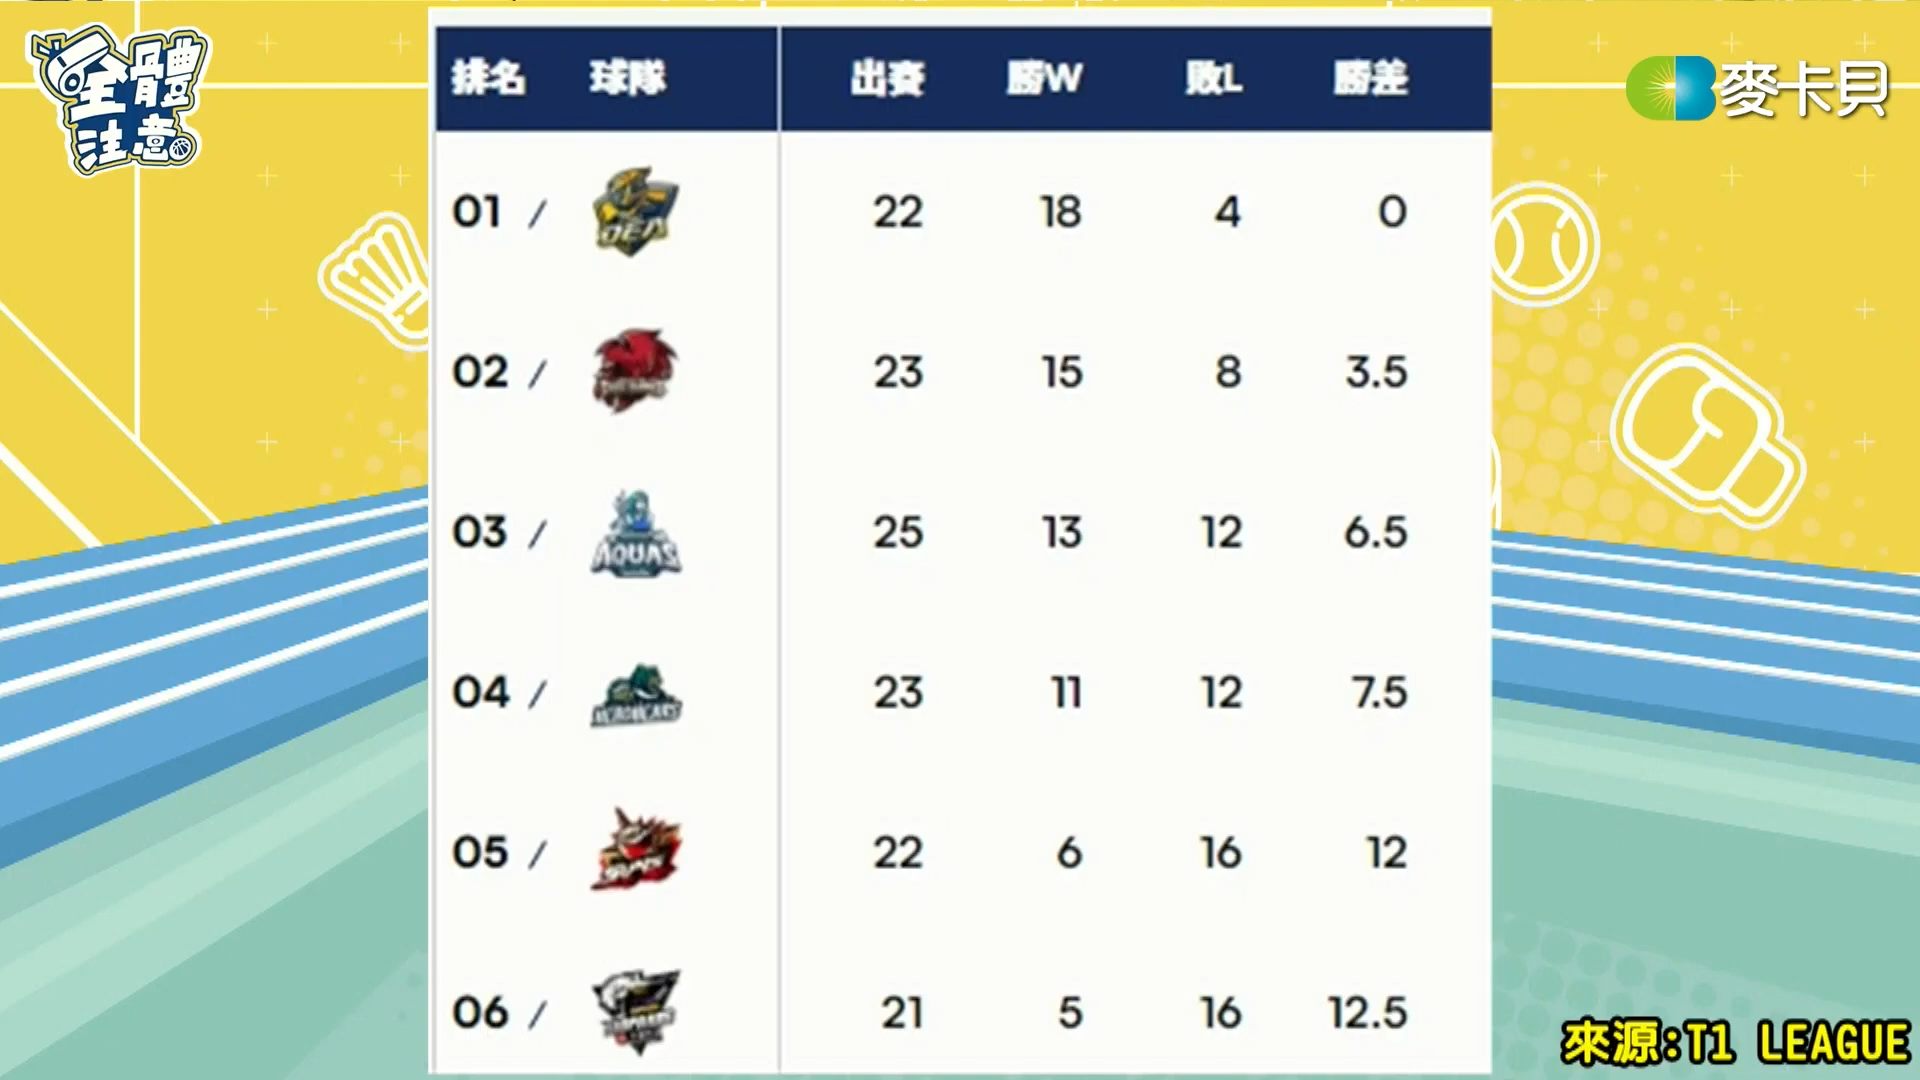 全體
注意
麥卡貝
排名 球隊 出賽 勝W 敗L 勝差
01 / DEA 22 18 4 0
02 / 23 15 8 3.5
03 / AQUAS 25 13 12 6.5
04 / 23 11 12 7.5
05 / 22 6 16 12
06 / 21 5 16 12.5
來源:T1 LEAGUE